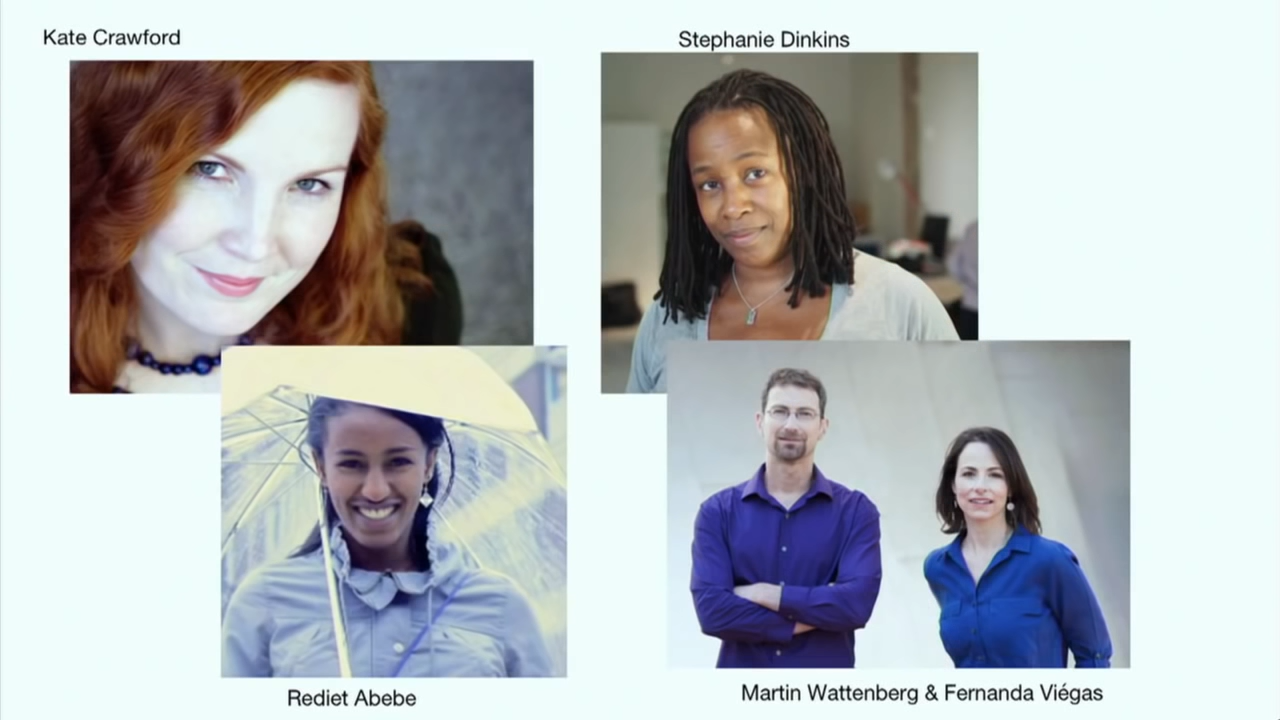 Kate Crawford
Stephanie Dinkins
Rediet Abebe
Martin Wattenberg & Fernanda Viégas